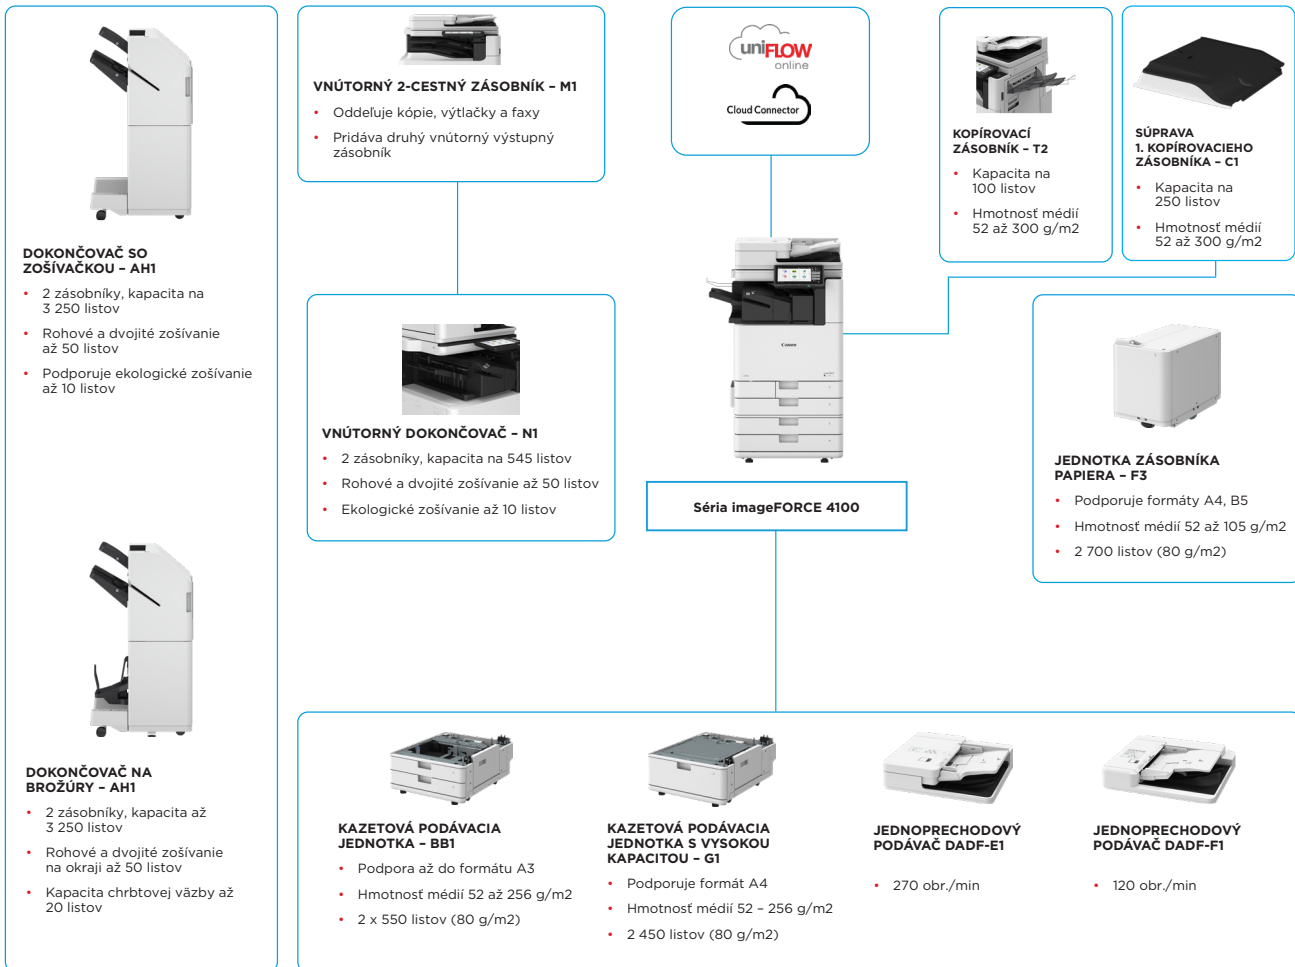 DOKONČOVAČ SO
ZOŠÍVAČKOU – AH1
• 2 zásobníky, kapacita na
3 250 listov
• Rohové a dvojité zošívanie
až 50 listov
• Podporuje ekologické zošívanie
až 10 listov
DOKONČOVAČ NA
BROŽÚRY – AH1
• 2 zásobníky, kapacita až
3 250 listov
• Rohové a dvojité zošívanie
na okraji až 50 listov
• Kapacita chrbtovej väzby až
20 listov
VNÚTORNÝ 2-CESTNÝ ZÁSOBNÍK – M1
• Oddeľuje kópie, výtlačky a faxy
• Pridáva druhý vnútorný výstupný
zásobník
VNÚTORNÝ DOKONČOVAČ – N1
• 2 zásobníky, kapacita na 545 listov
• Rohové a dvojité zošívanie až 50 listov
• Ekologické zošívanie až 10 listov
uniFLOW
online
Cloud Connector
Canon
Séria imageFORCE 4100
KOPÍROVACÍ
ZÁSOBNÍK – T2
• Kapacita na
100 listov
• Hmotnosť médií
52 až 300 g/m2
SÚPRAVA
1. KOPÍROVACIEHO
ZÁSOBNÍKA – C1
• Kapacita na
250 listov
• Hmotnosť médií
52 až 300 g/m2
JEDNOTKA ZÁSOBNÍKA
PAPIERA – F3
• Podporuje formáty A4, B5
• Hmotnosť médií 52 až 105 g/m2
• 2 700 listov (80 g/m2)
KAZETOVÁ PODÁVACIA
JEDNOTKA – BB1
• Podpora až do formátu A3
• Hmotnosť médií 52 až 256 g/m2
• 2 x 550 listov (80 g/m2)
KAZETOVÁ PODÁVACIA
JEDNOTKA S VYSOKOU
KAPACITOU – G1
• Podporuje formát A4
• Hmotnosť médií 52 – 256 g/m2
• 2 450 listov (80 g/m2)
JEDNOPRECHODOVÝ
PODÁVAČ DADF-E1
• 270 obr./min
JEDNOPRECHODOVÝ
PODÁVAČ DADF-F1
• 120 obr./min